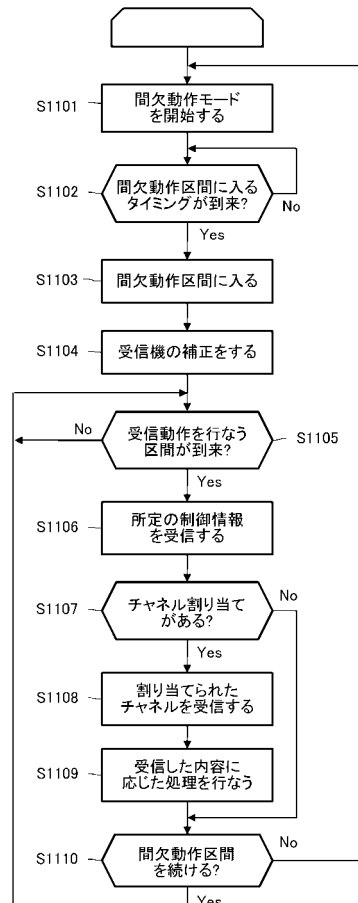 S1101
間欠動作モード
を開始する
S1102
間欠動作区間に入る
タイミングが到来?
No
Yes
S1103
間欠動作区間に入る
S1104
受信機の補正をする
No
受信動作を行なう
区間が到来?
S1105
Yes
S1106
所定の制御情報
を受信する
S1107
チャネル割り当て
がある?
No
Yes
S1108
割り当てられた
チャネルを受信する
S1109
受信した内容に
応じた処理を行なう
S1110
間欠動作区間
を続ける?
No
Yes